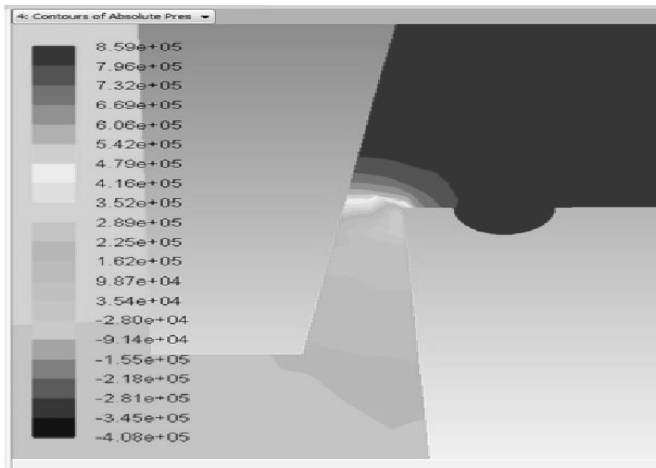 4: Contours of Absolute Pres
8.59e+05
7.96e+05
7.32e+05
6.69e+05
6.06e+05
5.42e+05
4.79e+05
4.16e+05
3.52e+05
2.89e+05
2.25e+05
1.62e+05
9.87e+04
3.54e+04
-2.80e+04
-9.14e+04
-1.55e+05
-2.18e+05
-2.81e+05
-3.45e+05
-4.08e+05